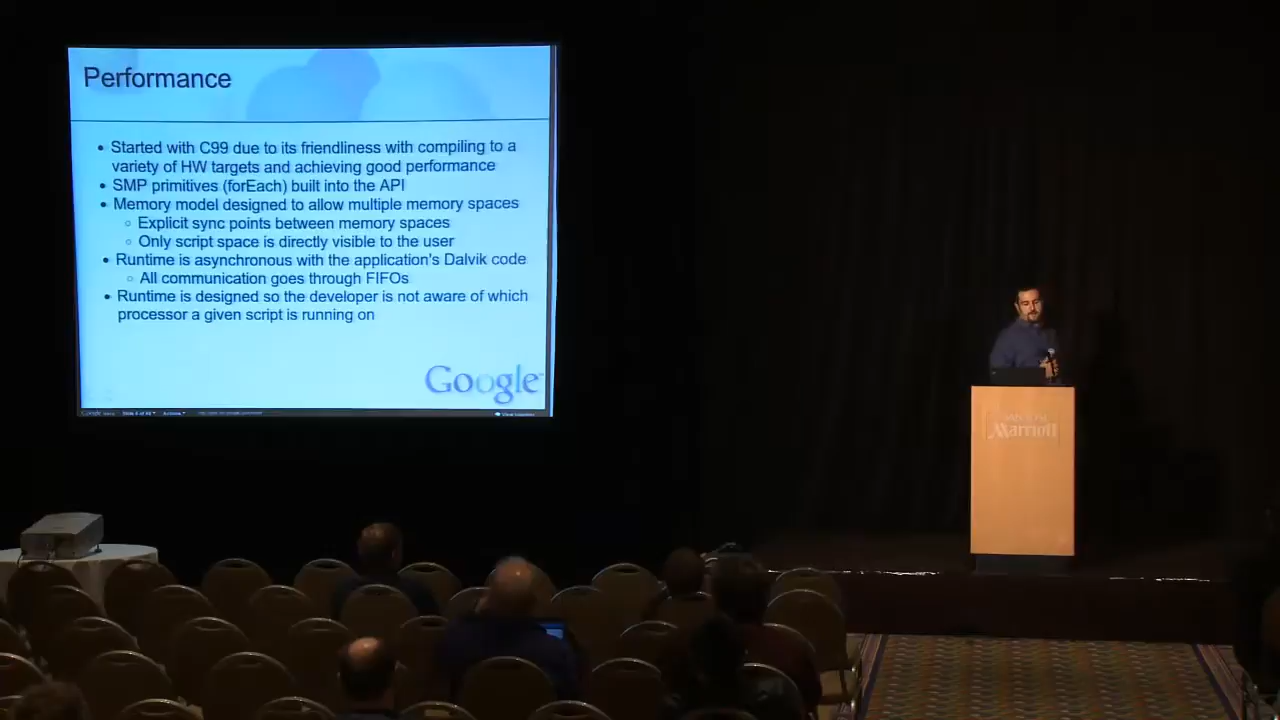 Performance
• Started with C99 due to its friendliness with compiling to a
variety of HW targets and achieving good performance
• SMP primitives (forEach) built into the API
• Memory model designed to allow multiple memory spaces
○ Explicit sync points between memory spaces
○ Only script space is directly visible to the user
• Runtime is asynchronous with the application's Dalvik code
○ All communication goes through FIFOs
• Runtime is designed so the developer is not aware of which
processor a given script is running on
Google
Marriott